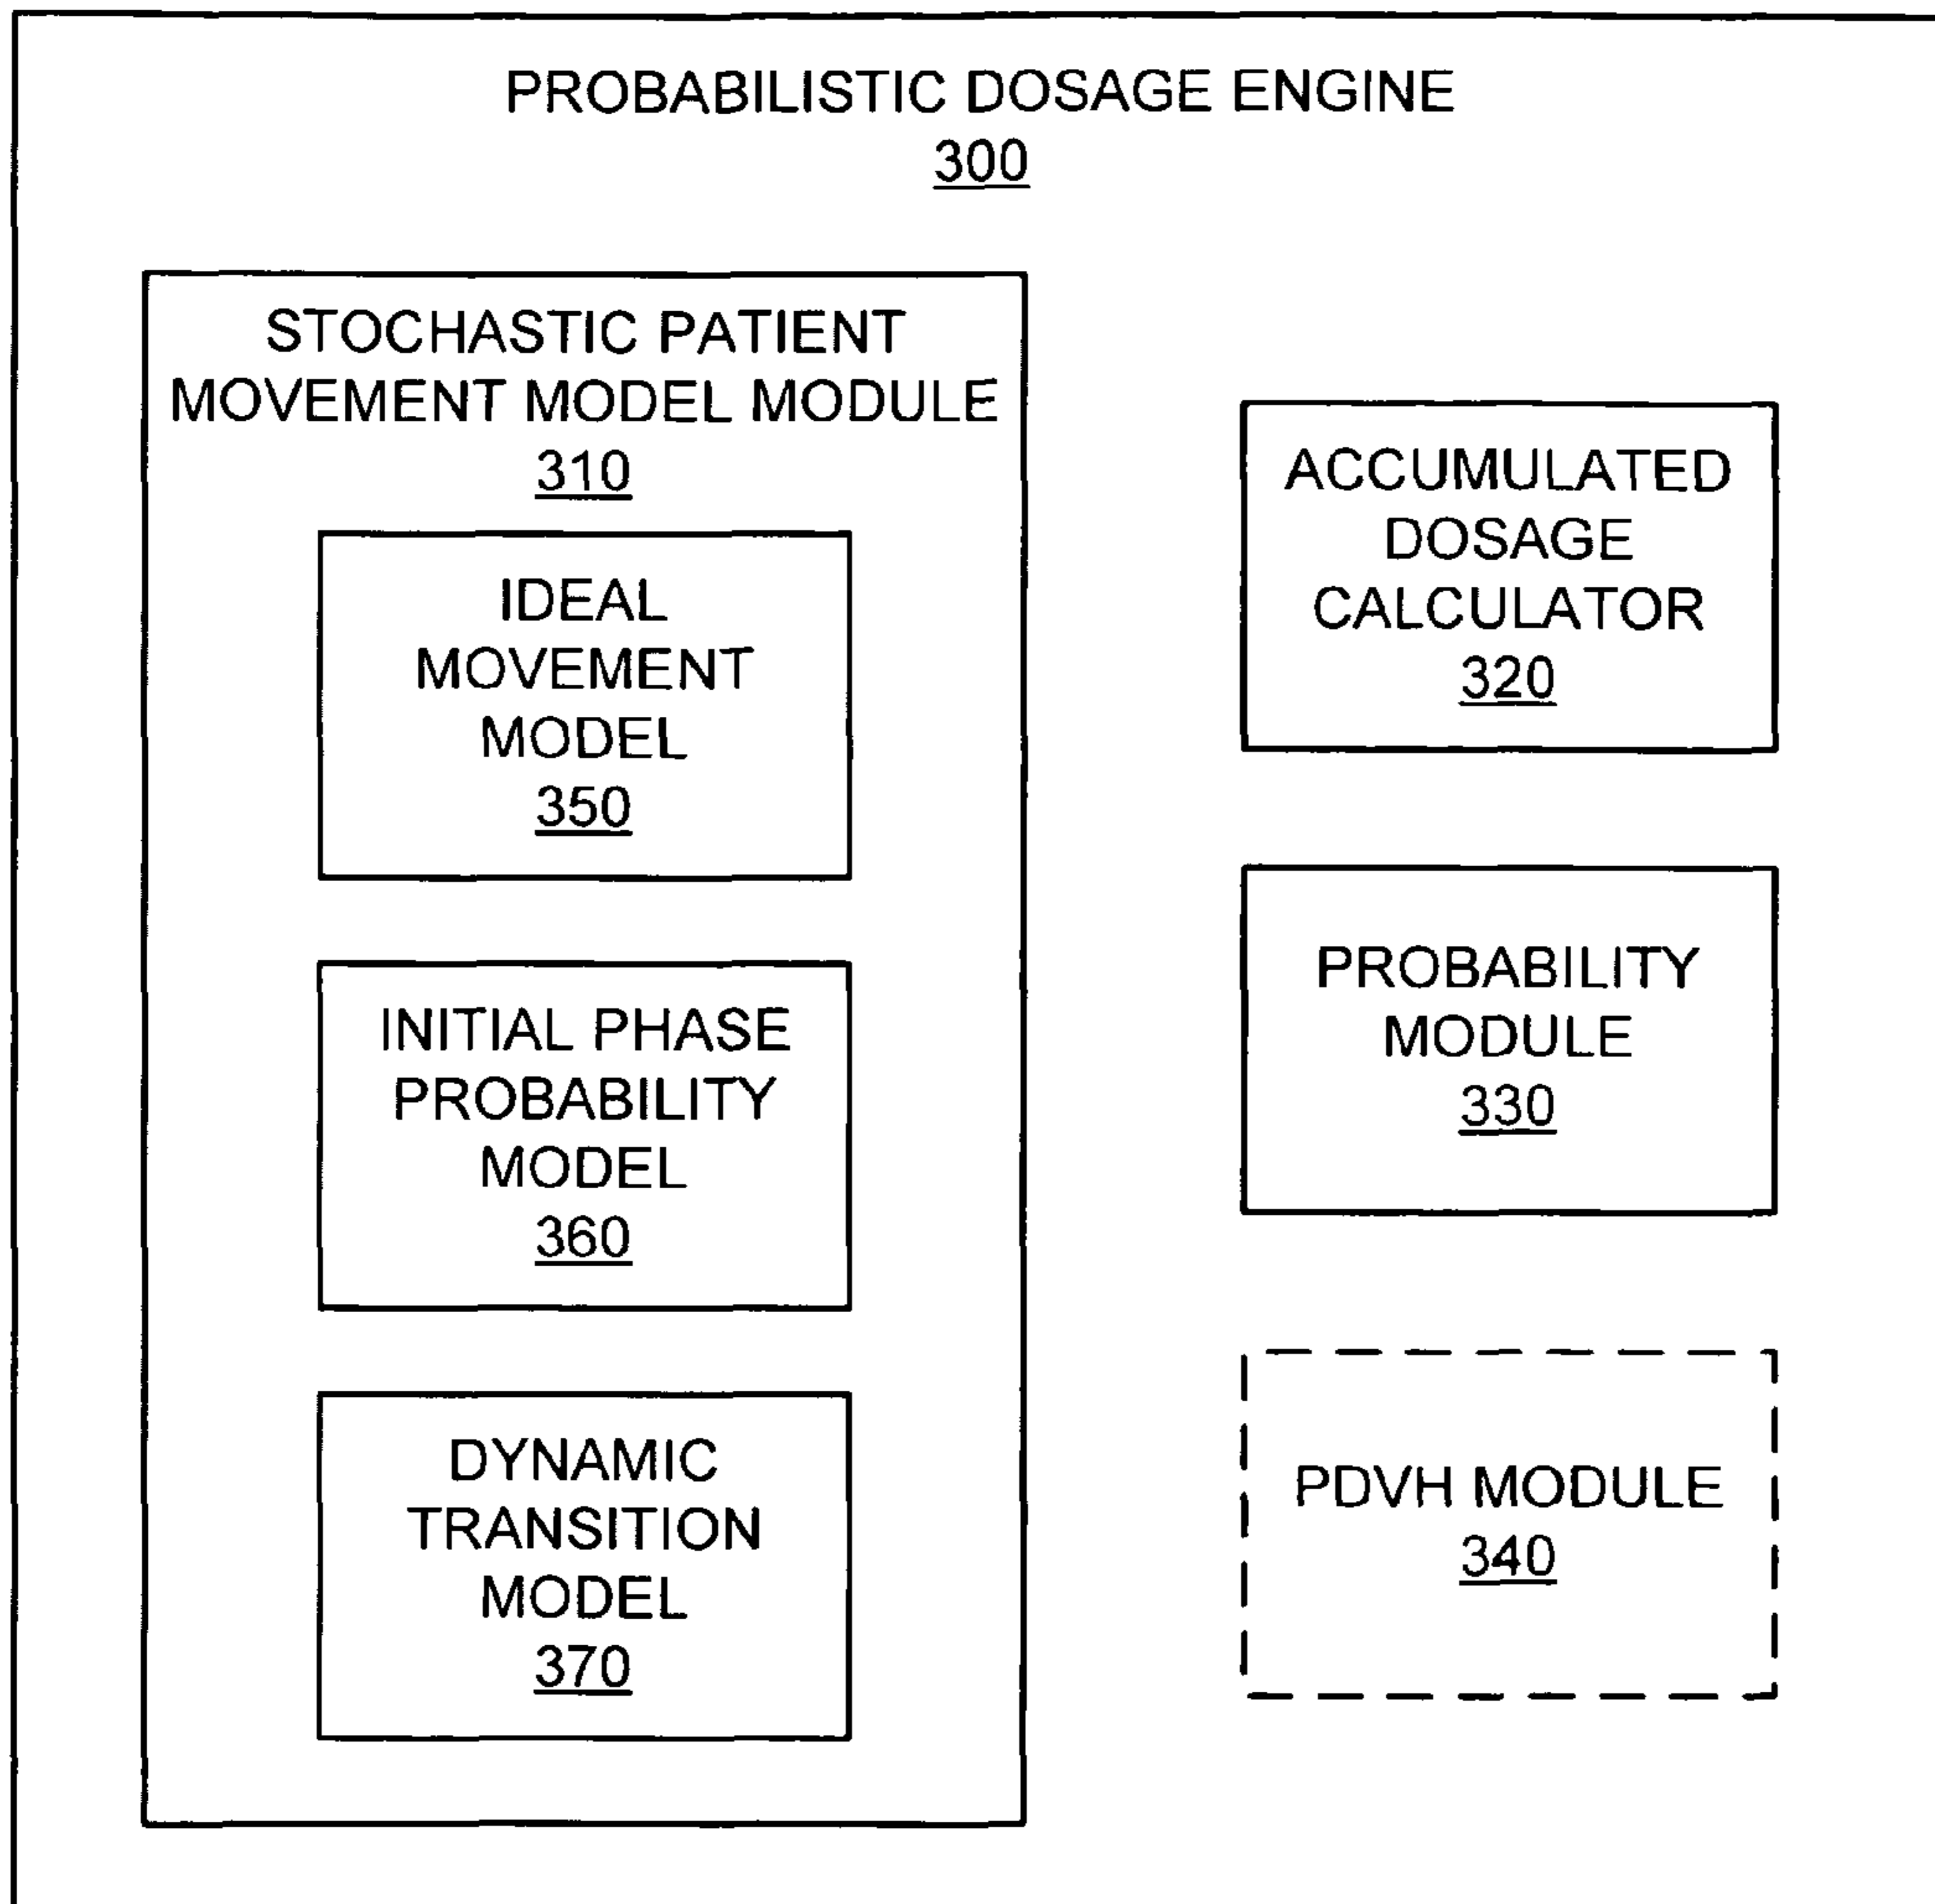 PROBABILISTIC DOSAGE ENGINE
300
STOCHASTIC PATIENT
MOVEMENT MODEL MODULE
310
IDEAL
MOVEMENT
MODEL
350
INITIAL PHASE
PROBABILITY
MODEL
360
DYNAMIC
TRANSITION
MODEL
370
ACCUMULATED
DOSAGE
CALCULATOR
320
PROBABILITY
MODULE
330
PDVH MODULE
340